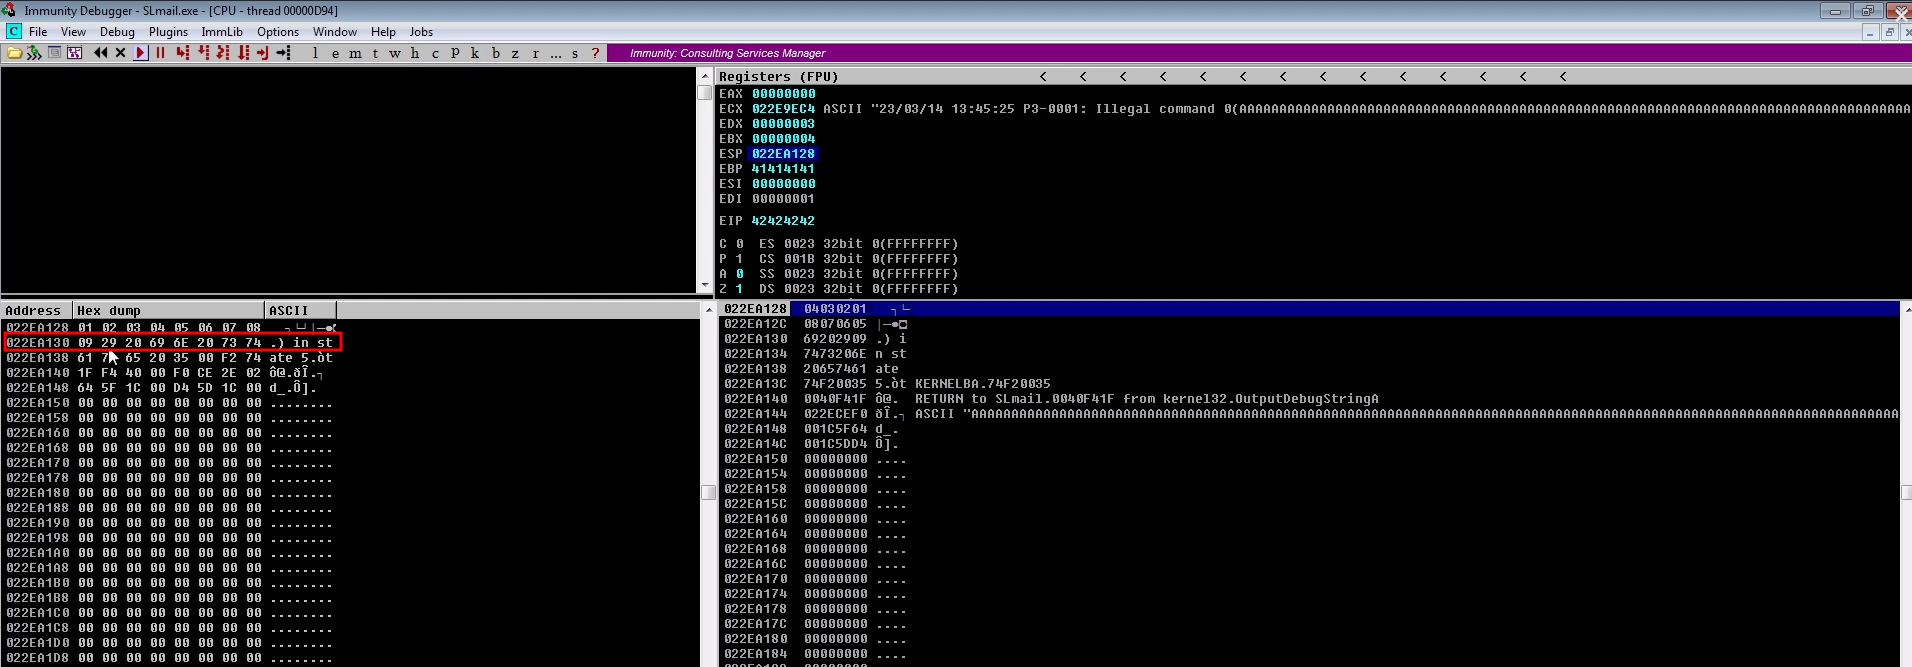 Immunity Debugger - SLmail.exe - [CPU - thread 00000D94]
C File View Debug Plugins ImmLib Options Window Help Jobs
l e m t w h c P k b z r ... s ? Immunity: Consulting Services Manager
Registers (FPU) < < < < < < < < < < < < < <
EAX 00000000
ECX 022E9EC4 ASCII "23/03/14 13:45:25 P3-0001: Illegal command 0(
EDX 00000003
EBX 00000004
ESP 022EA128
EBP 41414141
ESI 00000000
EDI 00000001
EIP 42424242
C 0 ES 0023 32bit 0(FFFFFFFF)
P 1 CS 001B 32bit 0(FFFFFFFF)
A 0 SS 0023 32bit 0(FFFFFFFF)
Z 1 DS 0023 32bit 0(FFFFFFFF)
Address Hex dump ASCII
022EA128 01 02 03 04 05 06 07 08
022EA130 09 29 20 69 6E 20 73 74 .) in st
022EA138 61 65 20 35 00 F2 74 ate 5.òt
022EA140 1F F4 40 00 F0 CE 2E 02 ô@.ðÎ.┐
022EA148 64 5F 1C 00 D4 5D 1C 00 d_.Ô].
022EA150 00 00 00 00 00 00 00 00 ........
022EA158 00 00 00 00 00 00 00 00 ........
022EA160 00 00 00 00 00 00 00 00 ........
022EA168 00 00 00 00 00 00 00 00 ........
022EA170 00 00 00 00 00 00 00 00 ........
022EA178 00 00 00 00 00 00 00 00 ........
022EA180 00 00 00 00 00 00 00 00 ........
022EA188 00 00 00 00 00 00 00 00 ........
022EA190 00 00 00 00 00 00 00 00 ........
022EA198 00 00 00 00 00 00 00 00 ........
022EA1A0 00 00 00 00 00 00 00 00 ........
022EA1A8 00 00 00 00 00 00 00 00 ........
022EA1B0 00 00 00 00 00 00 00 00 ........
022EA1B8 00 00 00 00 00 00 00 00 ........
022EA1C0 00 00 00 00 00 00 00 00 ........
022EA1C8 00 00 00 00 00 00 00 00 ........
022EA1D0 00 00 00 00 00 00 00 00 ........
022EA1D8 00 00 00 00 00 00 00 00 ........
022EA128 04030201
022EA12C 08070605
022EA130 69202909 .) i
022EA134 7473206E n st
022EA138 20657461 ate
022EA13C 74F20035 5.òt KERNELBA.74F20035
022EA140 0040F41F ô@. RETURN to SLmail.0040F41F from kernel32.OutputDebugStringA
022EA144 022ECEF0 ðÎ.┐ ASCII "
022EA148 001C5F64 d_.
022EA14C 001C5DD4 Ô].
022EA150 00000000 ....
022EA154 00000000 ....
022EA158 00000000 ....
022EA15C 00000000 ....
022EA160 00000000 ....
022EA164 00000000 ....
022EA168 00000000 ....
022EA16C 00000000 ....
022EA170 00000000 ....
022EA174 00000000 ....
022EA178 00000000 ....
022EA17C 00000000 ....
022EA180 00000000 ....
022EA184 00000000 ....